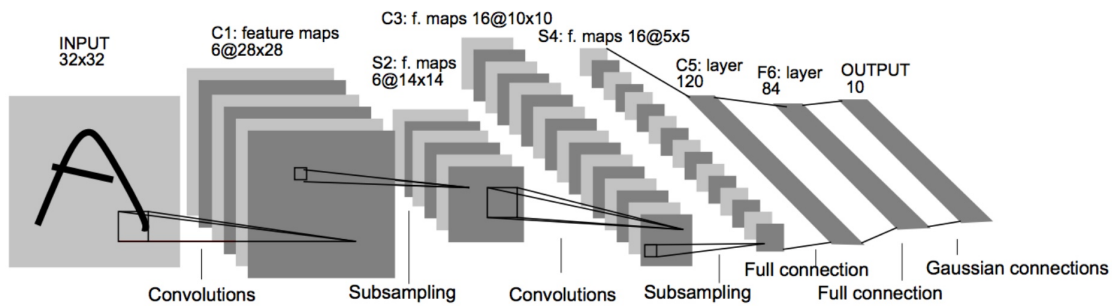 INPUT
32x32
C1: feature maps
6@28x28
S2: f. maps
6@14x14
C3: f. maps 16@10x10
S4: f. maps 16@5x5
C5: layer
120
F6: layer
84
OUTPUT
10
A
Convolutions
Subsampling
Convolutions
Subsampling
Full connection
Full connection
Gaussian connections